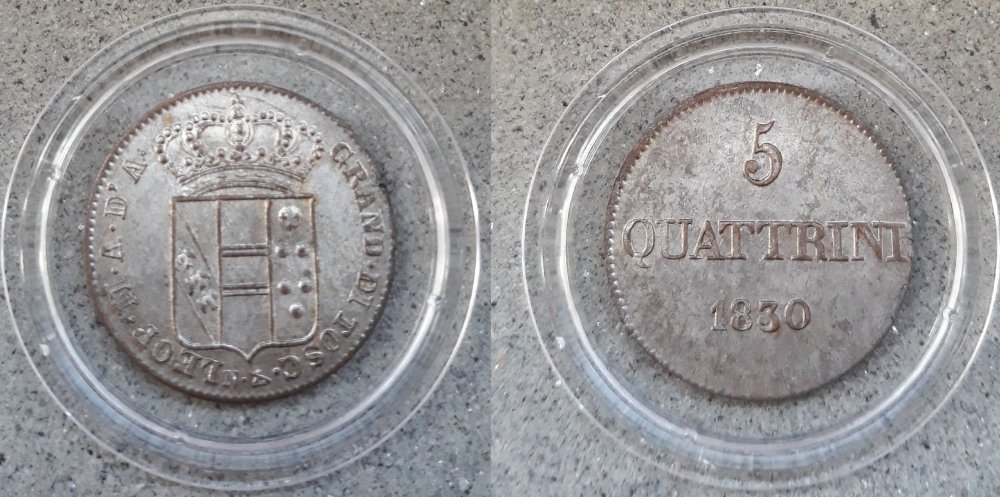 LEOP·II·A·D'A· GRAND·DI TOSC·&·
5
QUATTRINI
1830